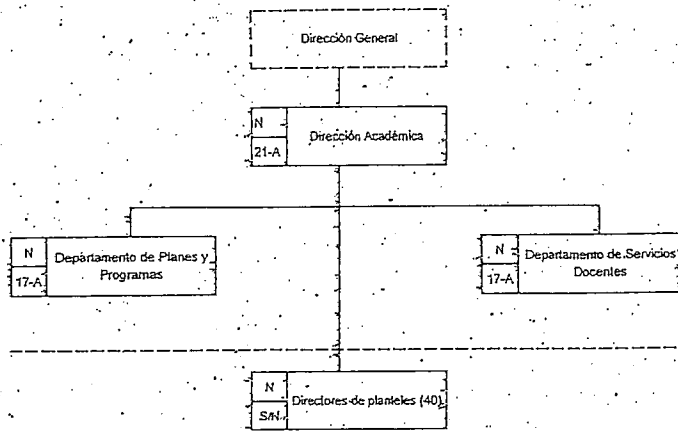 Dirección General
N
21-A
Dirección Académica
N
17-A
Departamento de Planes y
Programas
N
17-A
Departamento de Servicios
Docentes
N
S/N
Directores de planteles (40)